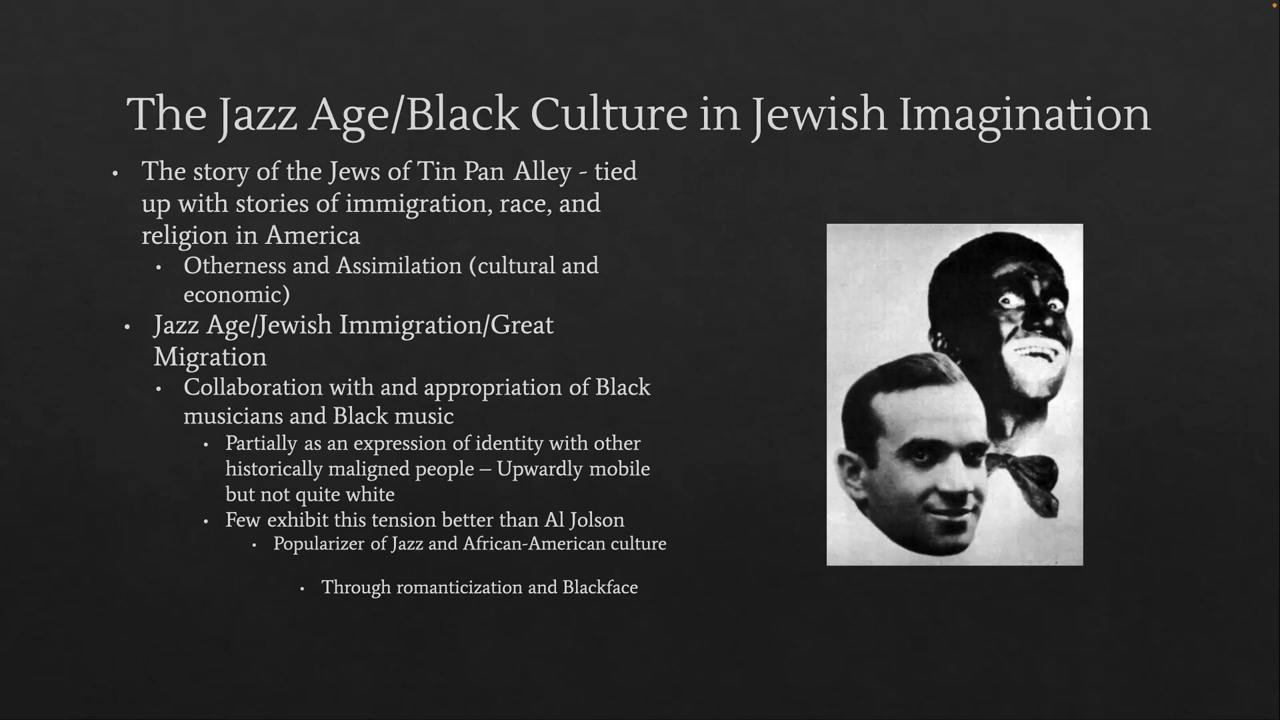 The Jazz Age/Black Culture in Jewish Imagination
• The story of the Jews of Tin Pan Alley - tied
up with stories of immigration, race, and
religion in America
• Otherness and Assimilation (cultural and
economic)
• Jazz Age/Jewish Immigration/Great
Migration
• Collaboration with and appropriation of Black
musicians and Black music
• Partially as an expression of identity with other
historically maligned people – Upwardly mobile
but not quite white
• Few exhibit this tension better than Al Jolson
• Popularizer of Jazz and African-American culture
• Through romanticization and Blackface